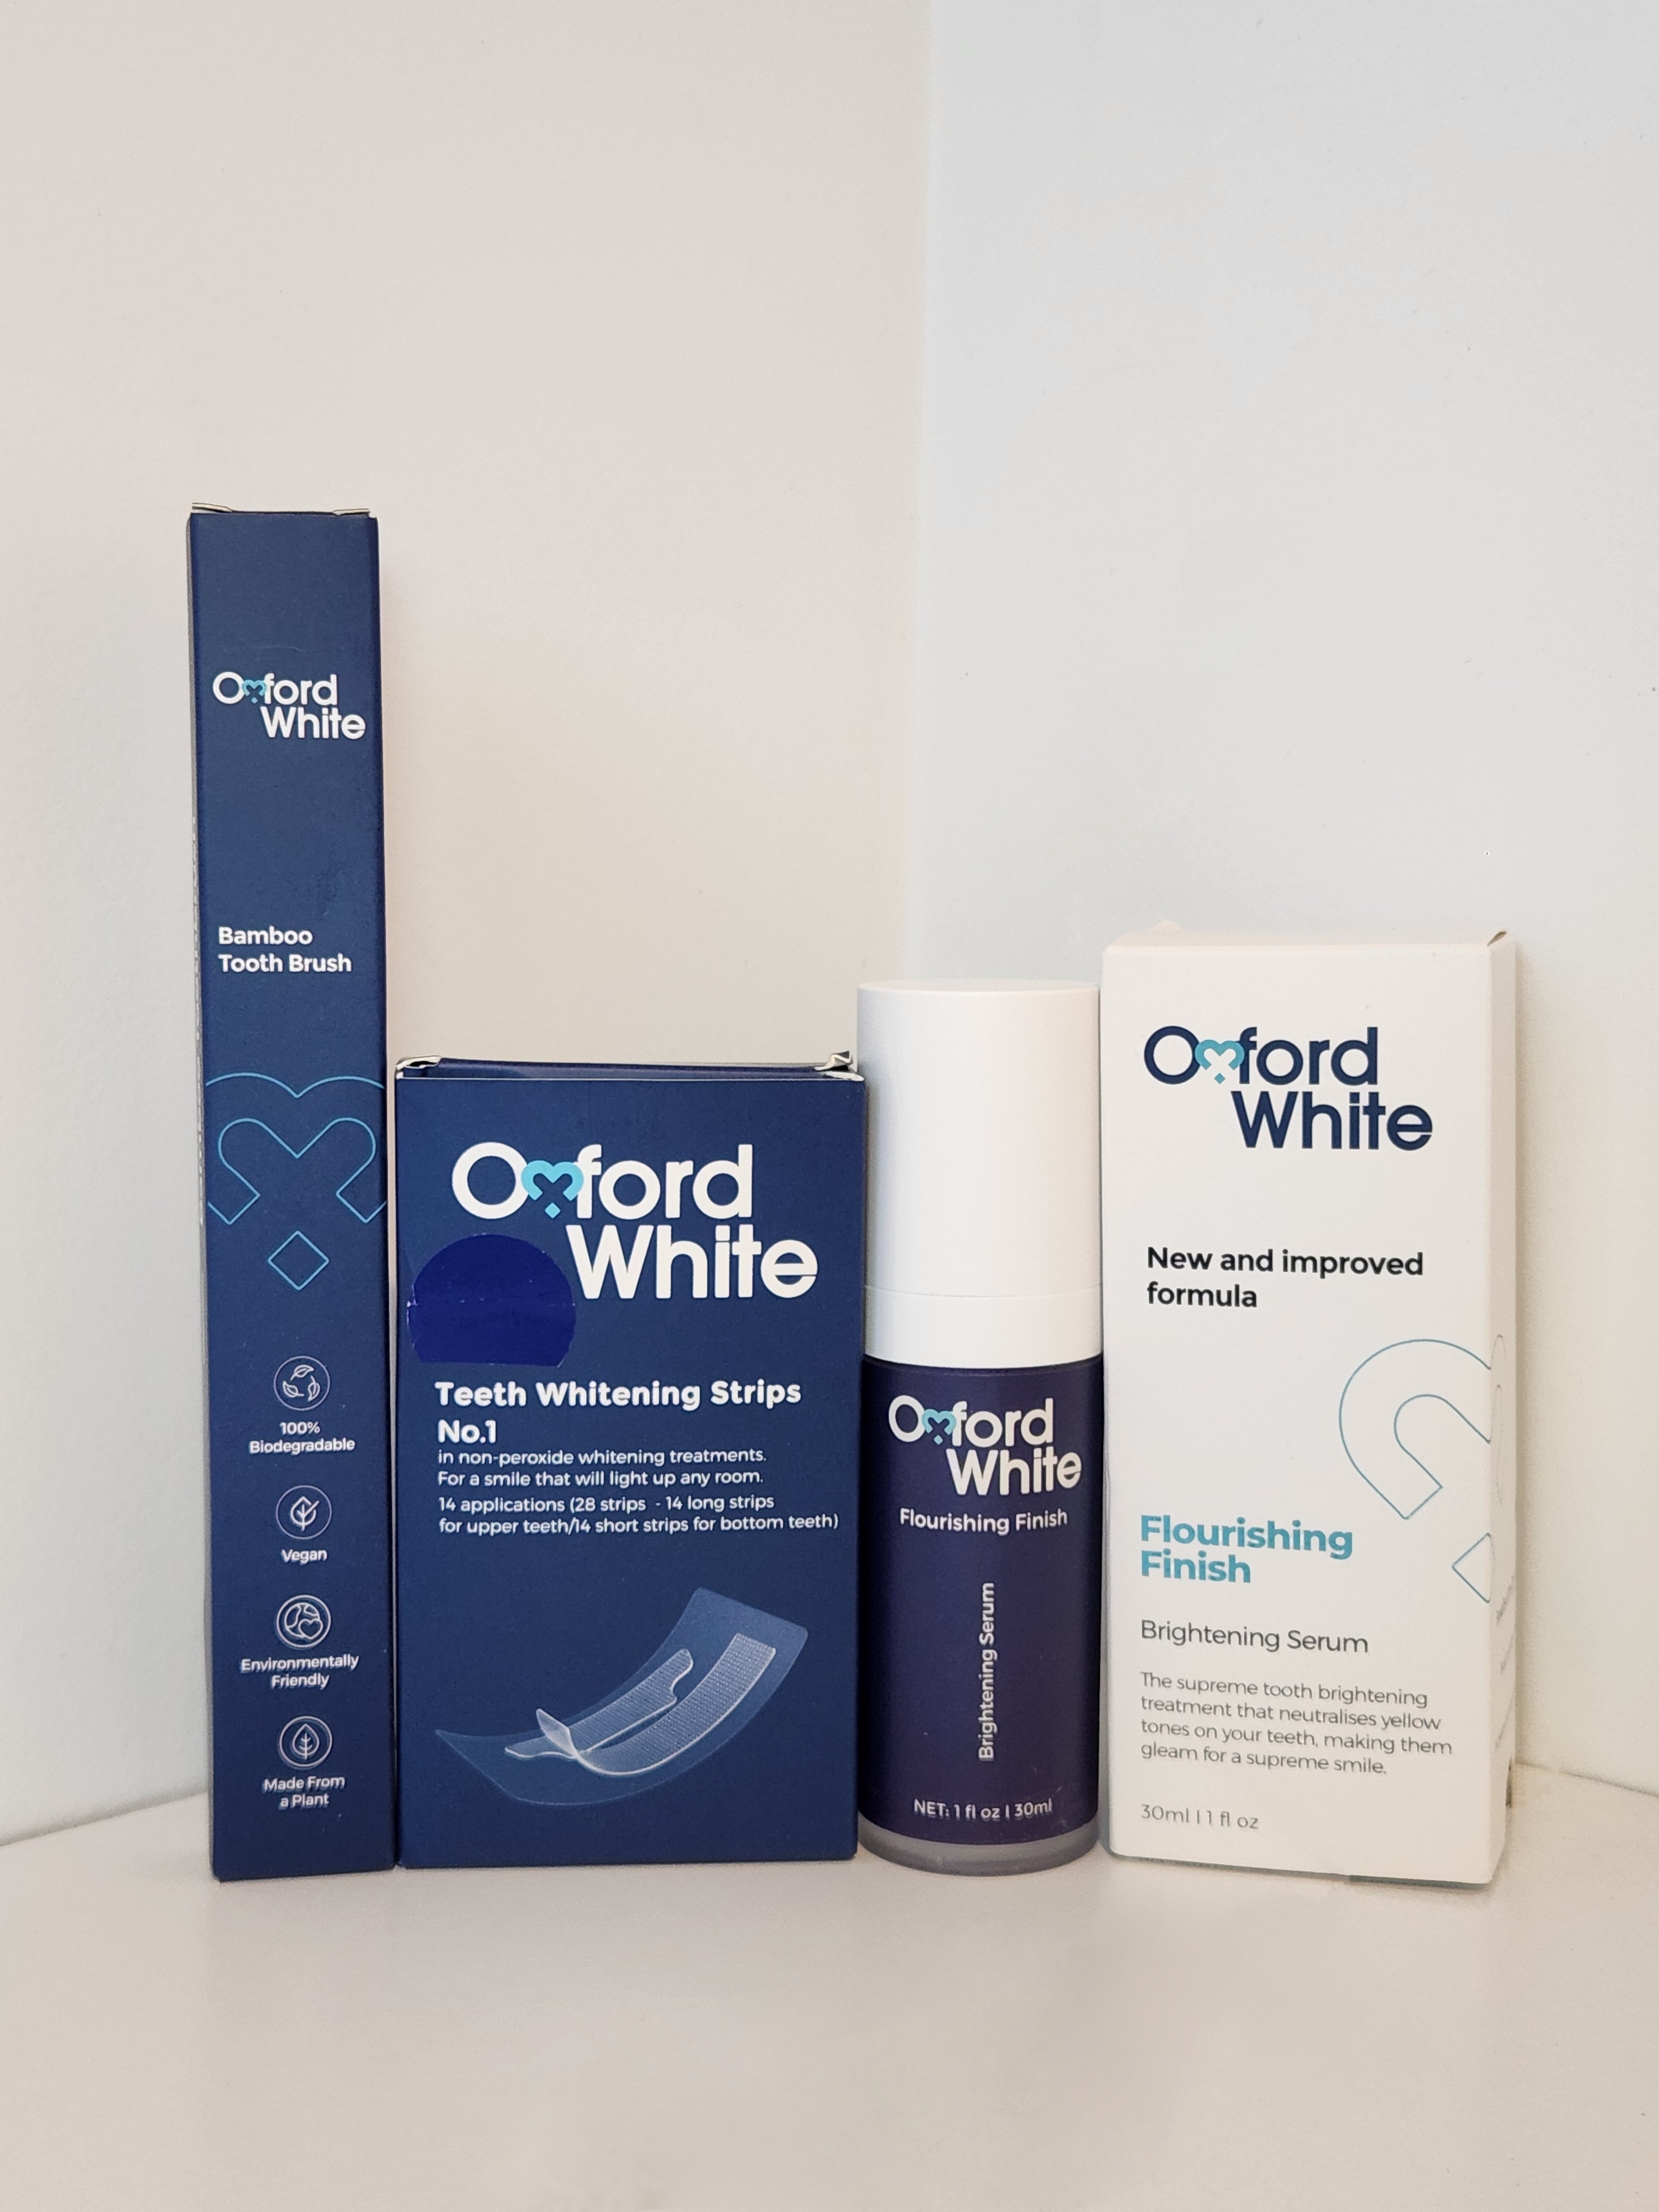 Oxford
White
Bamboo
Tooth Brush
100%
Biodegradable
Vegan
Environmentally
Friendly
Made From
a Plant
Oxford
White
Teeth Whitening Strips
No.1
in non-peroxide whitening treatments.
For a smile that will light up any room.
14 applications (28 strips - 14 long strips
for upper teeth/14 short strips for bottom teeth)
Oxford
White
Flourishing Finish
Brightening Serum
NET: 1 fl oz | 30ml
Oxford
White
New and improved
formula
Flourishing
Finish
Brightening Serum
The supreme tooth brightening
treatment that neutralises yellow
tones on your teeth, making them
gleam for a supreme smile.
30ml | 1 fl oz